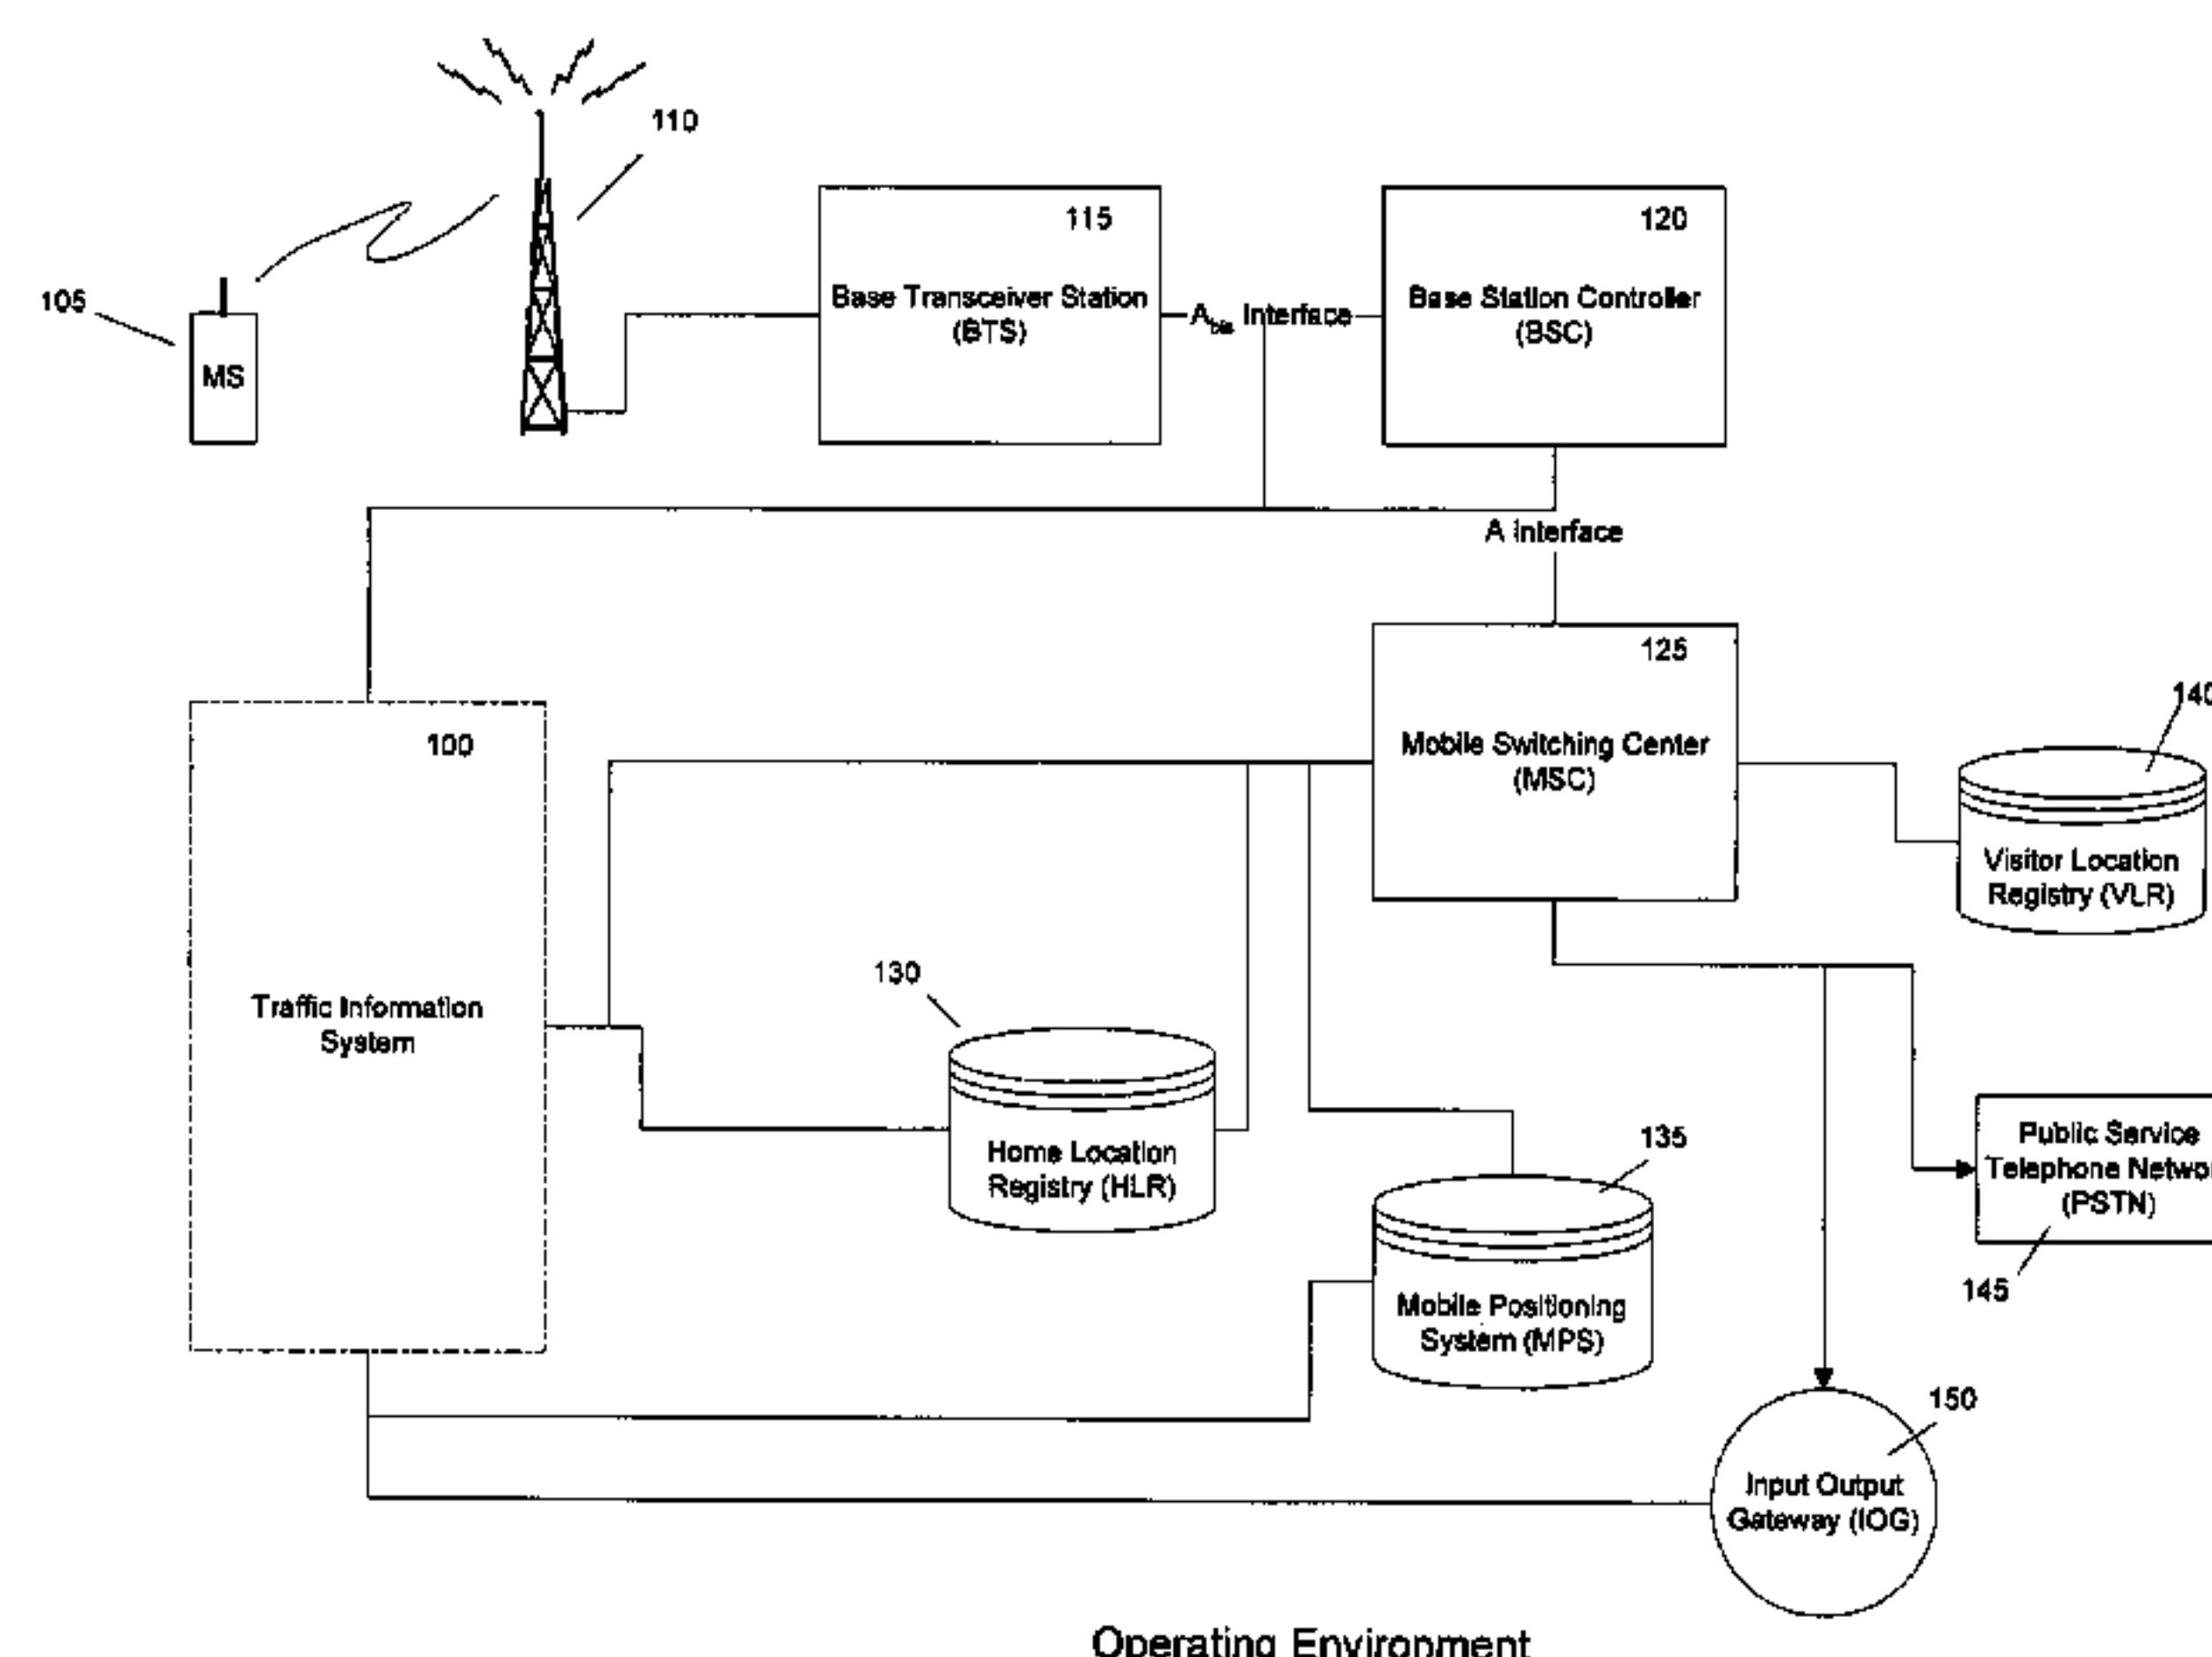 110
115
120
105
Base Transceiver Station
(BTS)
Abis Interface
Base Station Controller
(BSC)
MS
A Interface
125
140
100
Mobile Switching Center
(MSC)
Visitor Location
Registry (VLR)
130
Traffic Information
System
Home Location
Registry (HLR)
135
Public Service
Telephone Networ
(PSTN)
145
Mobile Positioning
System (MPS)
150
Input Output
Gateway (IOG)
Operating Environment